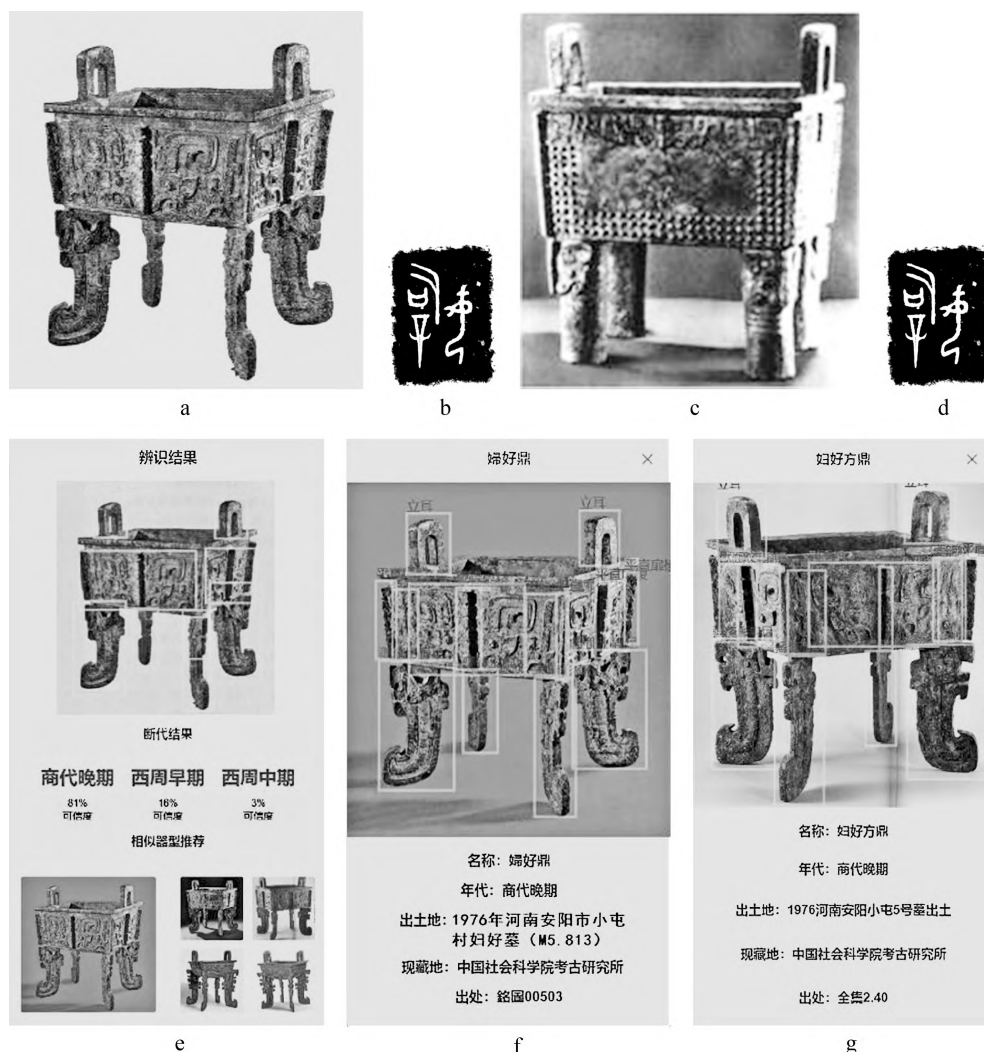 a
b
c
d
辨识结果
断代结果
商代晚期 西周早期 西周中期
81% 16% 3%
可信度 可信度 可信度
相似器型推荐
e
婦好鼎 ×
立耳 立耳
名称：婦好鼎
年代：商代晚期
出土地：1976年河南安阳市小屯
村妇好墓（M5.813）
现藏地：中国社会科学院考古研究所
出处：銘圖00503
f
妇好方鼎 ×
名称：妇好方鼎
年代：商代晚期
出土地：1976河南安阳小屯5号墓出土
现藏地：中国社会科学院考古研究所
出处：全集2.40
g